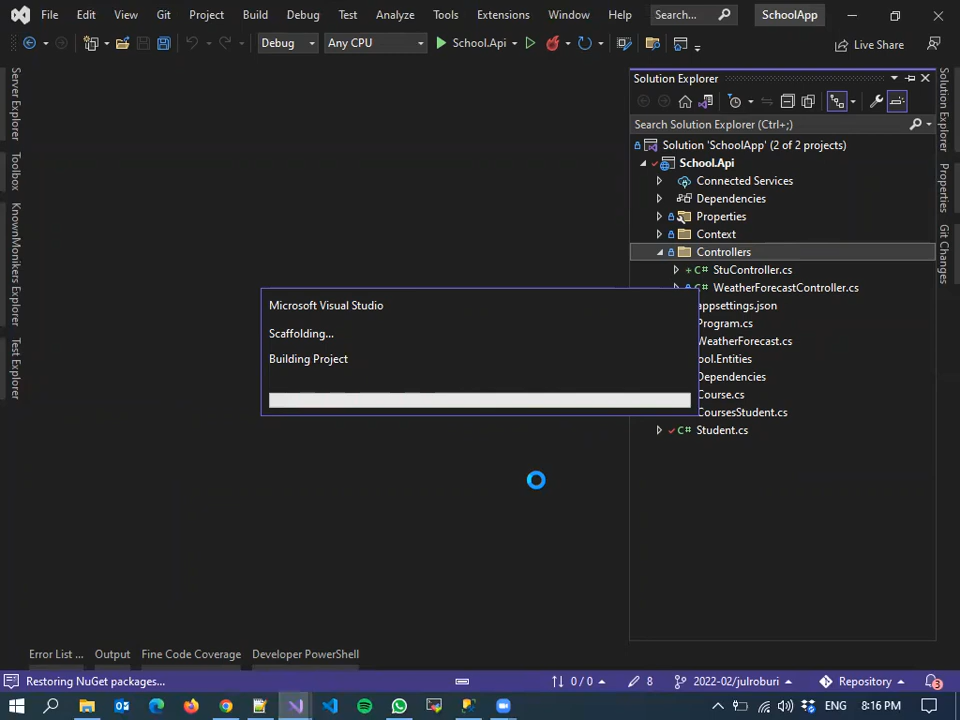 File Edit View Git Project Build Debug Test Analyze Tools Extensions Window Help Search... SchoolApp
Debug Any CPU School.Api Live Share
Server Explorer
Toolbox
KnownMonikers Explorer
Test Explorer
Solution Explorer
Search Solution Explorer (Ctrl+;)
Solution 'SchoolApp' (2 of 2 projects)
School.Api
Connected Services
Dependencies
Properties
Context
Controllers
C# StuController.cs
C# WeatherForecastController.cs
appsettings.json
Program.cs
WeatherForecast.cs
ool.Entities
Dependencies
Course.cs
CoursesStudent.cs
C# Student.cs
Microsoft Visual Studio
Scaffolding...
Building Project
Solution Explorer
Properties
Git Changes
Error List ... Output Fine Code Coverage Developer PowerShell
Restoring NuGet packages... 0 / 0 8 2022-02/julroburi Repository 3
ENG 8:16 PM 3